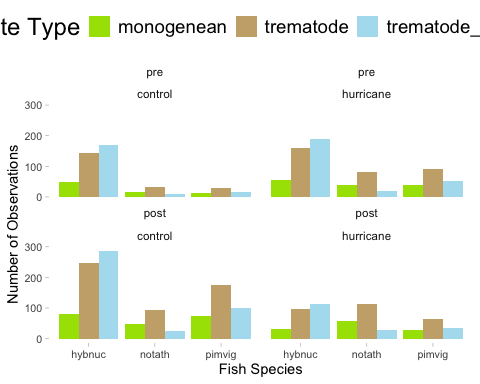 te Type monogenean trematode trematode_
pre pre
control hurricane
300
200
100
0
post post
control hurricane
300
200
100
0
Number of Observations
hybnuc notath pimvig hybnuc notath pimvig
Fish Species